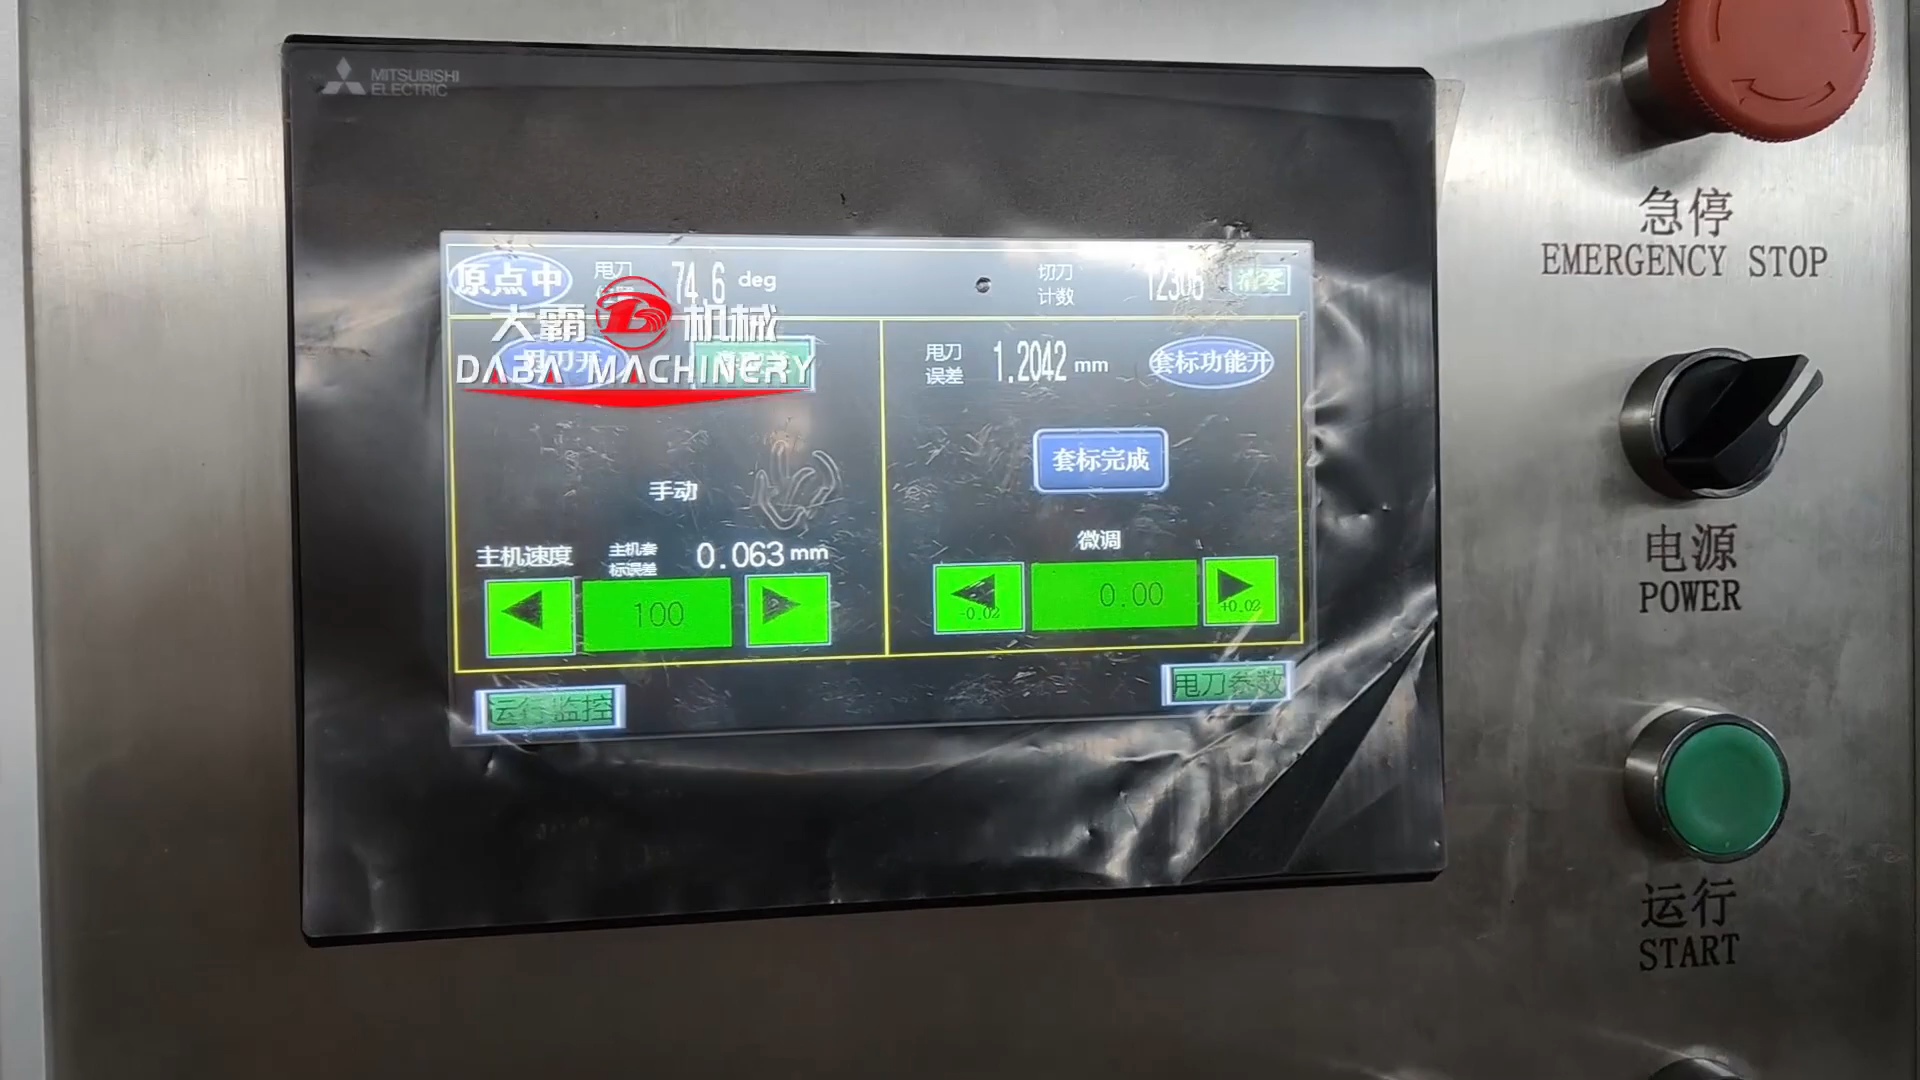 MITSUBISHI
ELECTRIC
原点中
甩刀
74.6 deg
切刀
计数
清零
大霸机械
DABA MACHINERY
甩刀
误差
1.2042 mm
套标功能开
套标完成
手动
主机速度
主机套
标误差
0.063 mm
微调
100
-0.02
0.00
+0.02
运行监控
甩刀参数
急停
EMERGENCY STOP
电源
POWER
运行
START